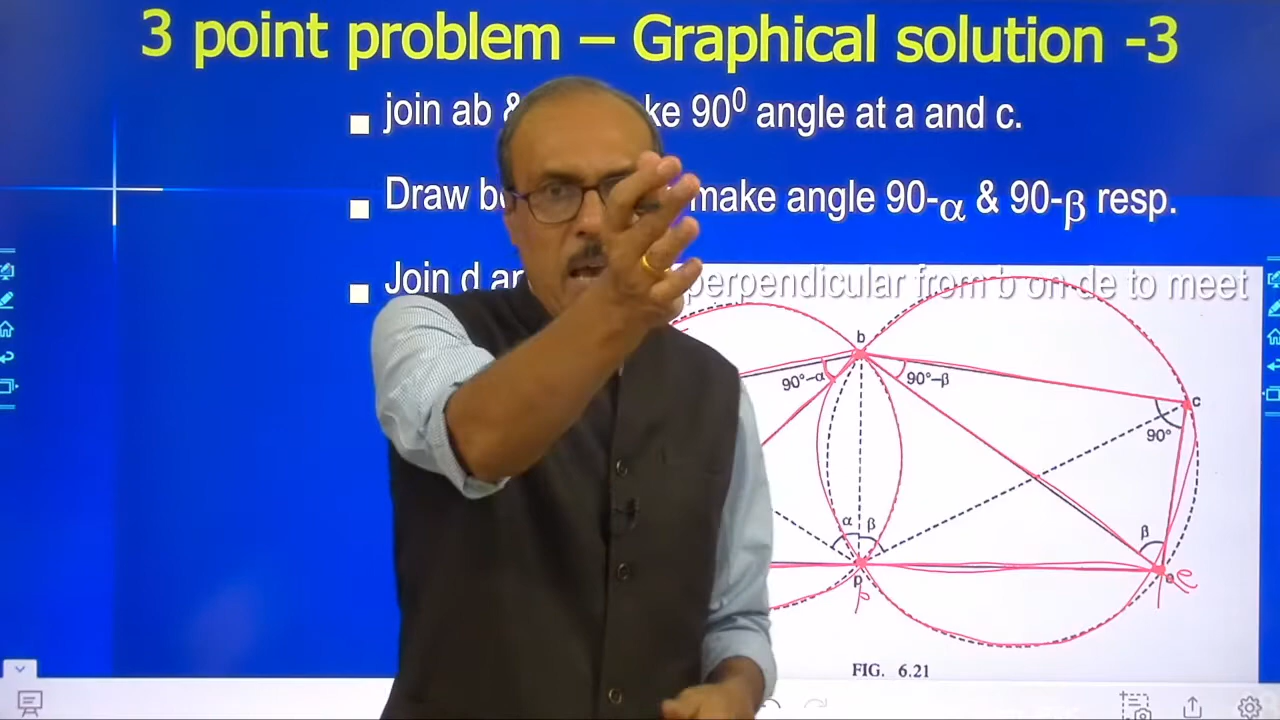 3 point problem – Graphical solution -3
join ab & ke 90⁰ angle at a and c.
Draw make angle 90-α & 90-β resp.
Join d perpendicular from b on de to meet
b
90°–α 90°–β
c
90°
α β
β
p
e
e
FIG. 6.21